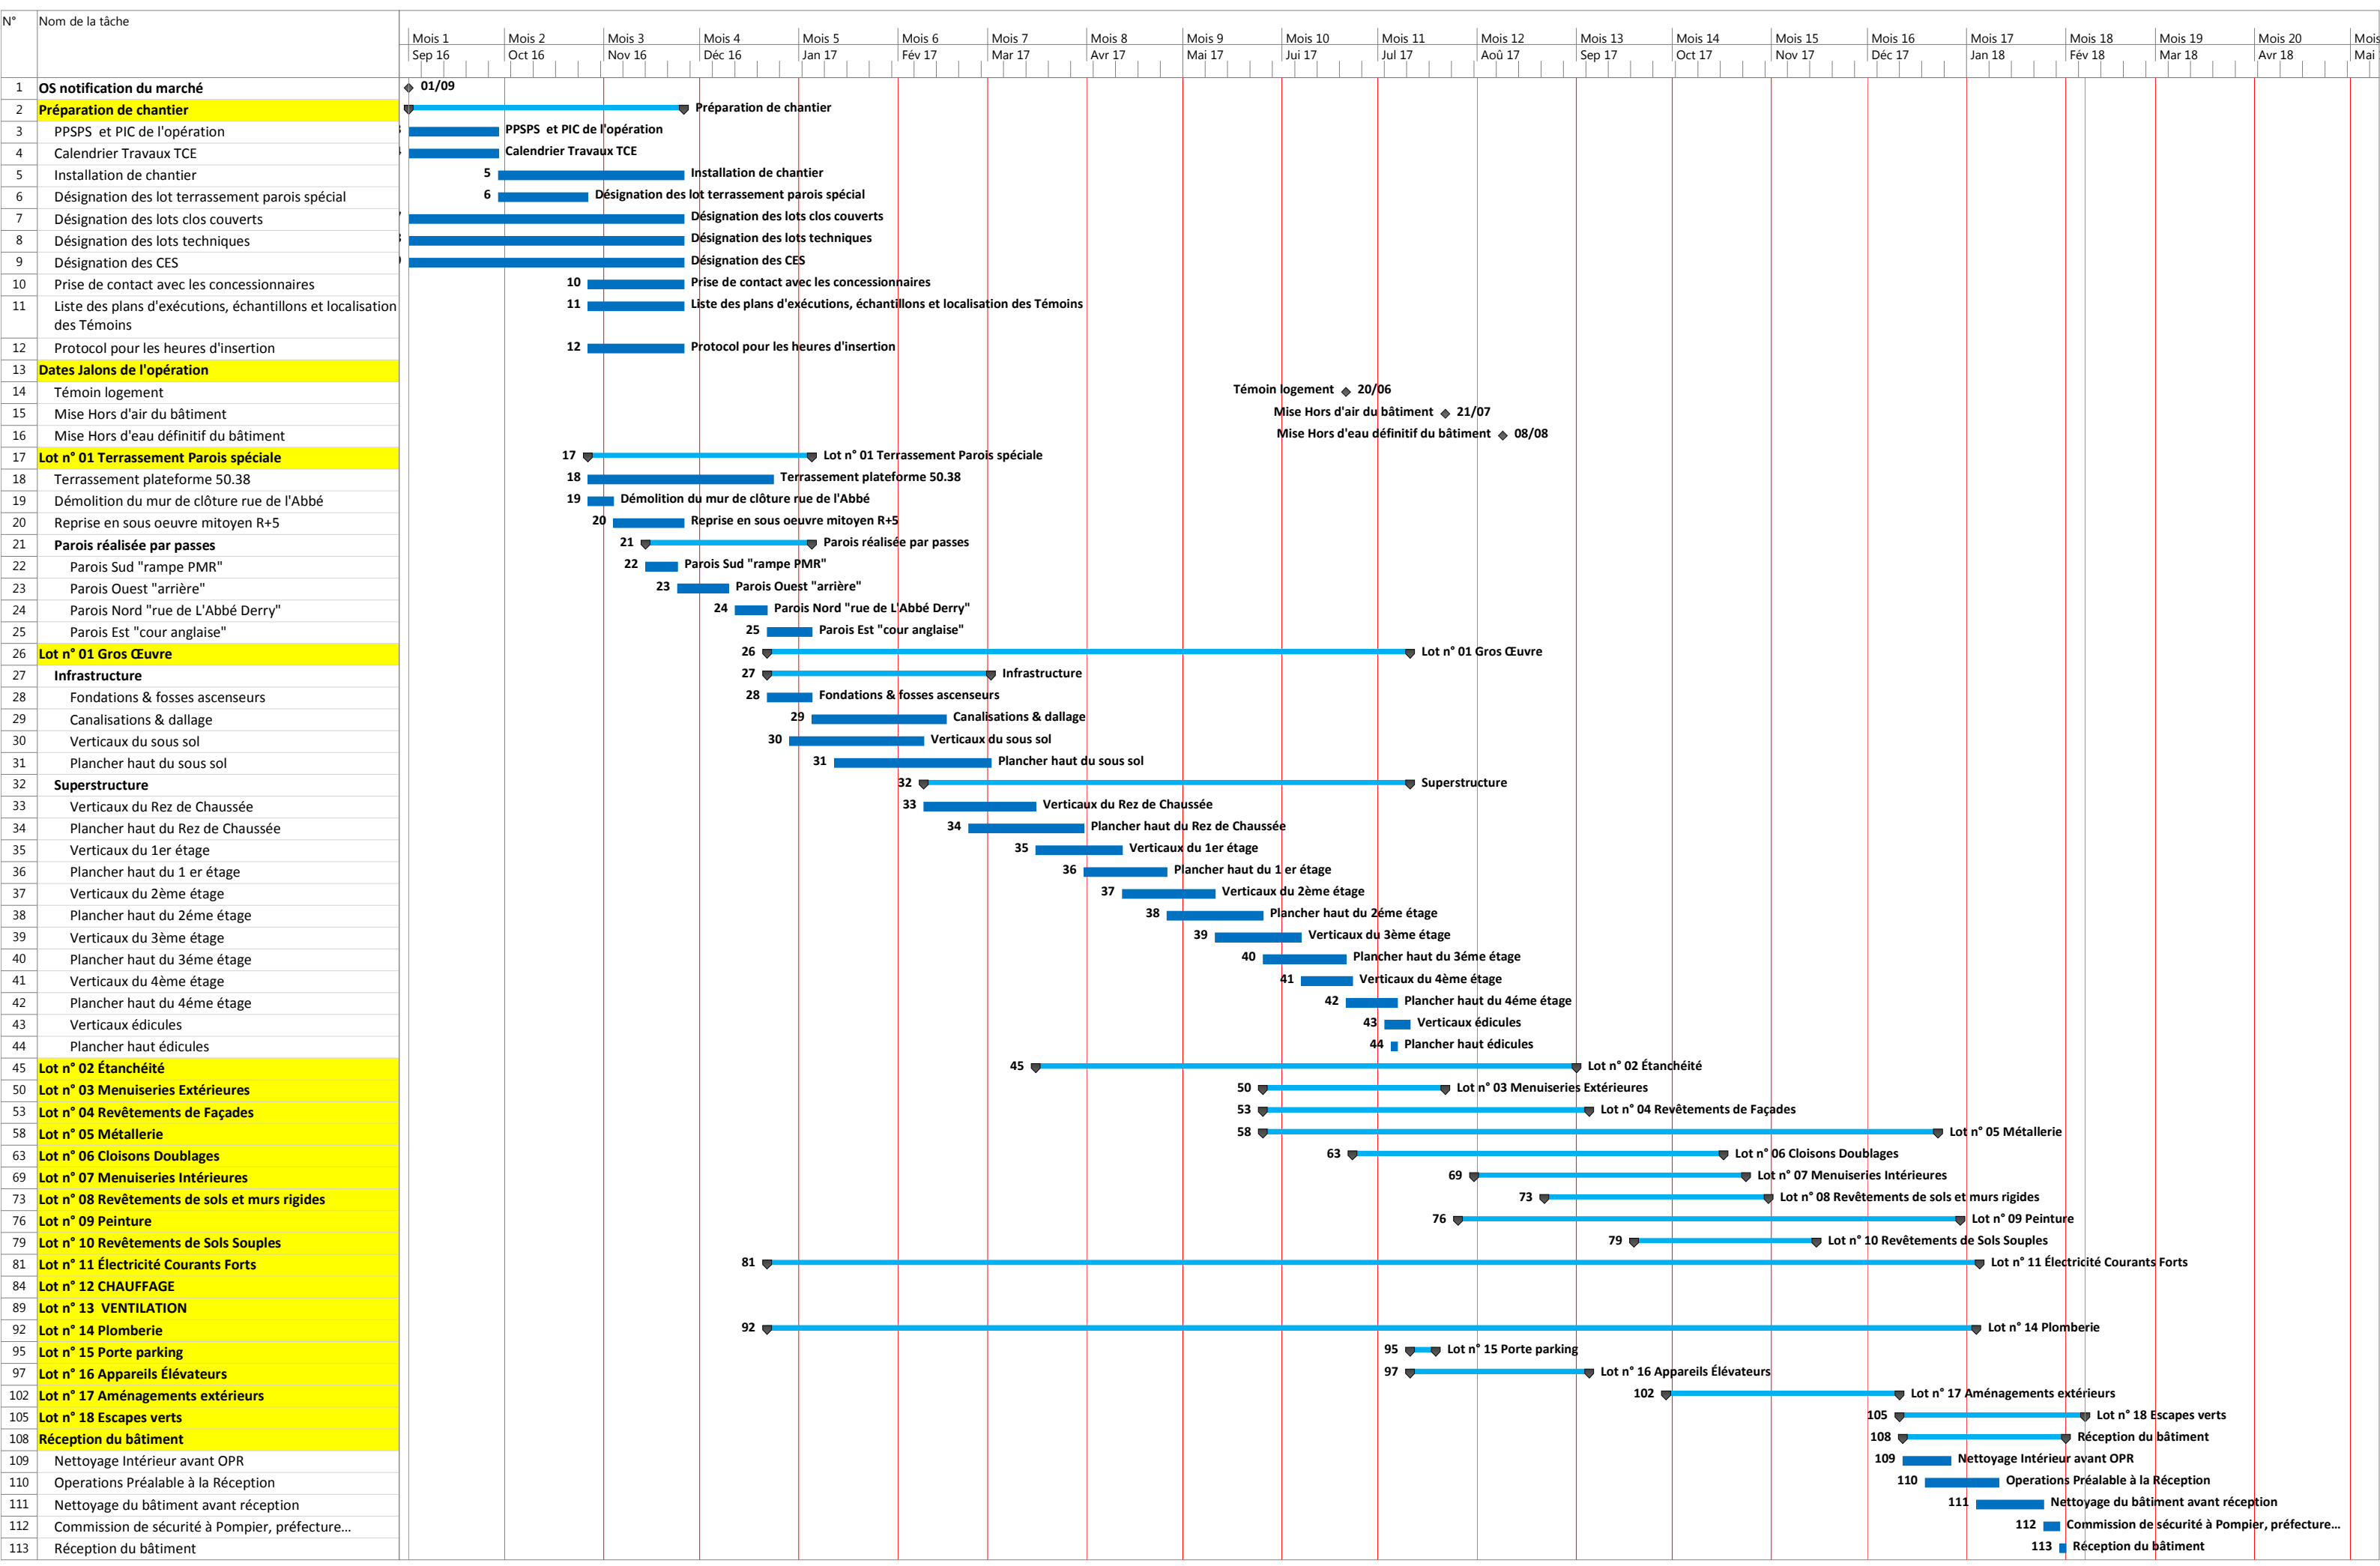 N° Nom de la tâche
Mois 1 Mois 2 Mois 3 Mois 4 Mois 5 Mois 6 Mois 7 Mois 8 Mois 9 Mois 10 Mois 11 Mois 12 Mois 13 Mois 14 Mois 15 Mois 16 Mois 17 Mois 18 Mois 19 Mois 20 Mois
Sep 16 Oct 16 Nov 16 Déc 16 Jan 17 Fév 17 Mar 17 Avr 17 Mai 17 Jui 17 Jul 17 Aoû 17 Sep 17 Oct 17 Nov 17 Déc 17 Jan 18 Fév 18 Mar 18 Avr 18 Mai
1 OS notification du marché 01/09
2 Préparation de chantier Préparation de chantier
3 PPSPS et PIC de l'opération PPSPS et PIC de l'opération
4 Calendrier Travaux TCE Calendrier Travaux TCE
5 Installation de chantier 5 Installation de chantier
6 Désignation des lot terrassement parois spécial 6 Désignation des lot terrassement parois spécial
7 Désignation des lots clos couverts Désignation des lots clos couverts
8 Désignation des lots techniques Désignation des lots techniques
9 Désignation des CES Désignation des CES
10 Prise de contact avec les concessionnaires 10 Prise de contact avec les concessionnaires
11 Liste des plans d'exécutions, échantillons et localisation 11 Liste des plans d'exécutions, échantillons et localisation des Témoins
des Témoins
12 Protocol pour les heures d'insertion 12 Protocol pour les heures d'insertion
13 Dates Jalons de l'opération
14 Témoin logement Témoin logement 20/06
15 Mise Hors d'air du bâtiment Mise Hors d'air du bâtiment 21/07
16 Mise Hors d'eau définitif du bâtiment Mise Hors d'eau définitif du bâtiment 08/08
17 Lot n° 01 Terrassement Parois spéciale 17 Lot n° 01 Terrassement Parois spéciale
18 Terrassement plateforme 50.38 18 Terrassement plateforme 50.38
19 Démolition du mur de clôture rue de l'Abbé 19 Démolition du mur de clôture rue de l'Abbé
20 Reprise en sous oeuvre mitoyen R+5 20 Reprise en sous oeuvre mitoyen R+5
21 Parois réalisée par passes 21 Parois réalisée par passes
22 Parois Sud "rampe PMR" 22 Parois Sud "rampe PMR"
23 Parois Ouest "arrière" 23 Parois Ouest "arrière"
24 Parois Nord "rue de L'Abbé Derry" 24 Parois Nord "rue de L'Abbé Derry"
25 Parois Est "cour anglaise" 25 Parois Est "cour anglaise"
26 Lot n° 01 Gros Œuvre 26 Lot n° 01 Gros Œuvre
27 Infrastructure 27 Infrastructure
28 Fondations & fosses ascenseurs 28 Fondations & fosses ascenseurs
29 Canalisations & dallage 29 Canalisations & dallage
30 Verticaux du sous sol 30 Verticaux du sous sol
31 Plancher haut du sous sol 31 Plancher haut du sous sol
32 Superstructure 32 Superstructure
33 Verticaux du Rez de Chaussée 33 Verticaux du Rez de Chaussée
34 Plancher haut du Rez de Chaussée 34 Plancher haut du Rez de Chaussée
35 Verticaux du 1er étage 35 Verticaux du 1er étage
36 Plancher haut du 1 er étage 36 Plancher haut du 1 er étage
37 Verticaux du 2ème étage 37 Verticaux du 2ème étage
38 Plancher haut du 2éme étage 38 Plancher haut du 2éme étage
39 Verticaux du 3ème étage 39 Verticaux du 3ème étage
40 Plancher haut du 3éme étage 40 Plancher haut du 3éme étage
41 Verticaux du 4ème étage 41 Verticaux du 4ème étage
42 Plancher haut du 4éme étage 42 Plancher haut du 4éme étage
43 Verticaux édicules 43 Verticaux édicules
44 Plancher haut édicules 44 Plancher haut édicules
45 Lot n° 02 Étanchéité 45 Lot n° 02 Étanchéité
50 Lot n° 03 Menuiseries Extérieures 50 Lot n° 03 Menuiseries Extérieures
53 Lot n° 04 Revêtements de Façades 53 Lot n° 04 Revêtements de Façades
58 Lot n° 05 Métallerie 58 Lot n° 05 Métallerie
63 Lot n° 06 Cloisons Doublages 63 Lot n° 06 Cloisons Doublages
69 Lot n° 07 Menuiseries Intérieures 69 Lot n° 07 Menuiseries Intérieures
73 Lot n° 08 Revêtements de sols et murs rigides 73 Lot n° 08 Revêtements de sols et murs rigides
76 Lot n° 09 Peinture 76 Lot n° 09 Peinture
79 Lot n° 10 Revêtements de Sols Souples 79 Lot n° 10 Revêtements de Sols Souples
81 Lot n° 11 Électricité Courants Forts 81 Lot n° 11 Électricité Courants Forts
84 Lot n° 12 CHAUFFAGE
89 Lot n° 13 VENTILATION
92 Lot n° 14 Plomberie 92 Lot n° 14 Plomberie
95 Lot n° 15 Porte parking 95 Lot n° 15 Porte parking
97 Lot n° 16 Appareils Élévateurs 97 Lot n° 16 Appareils Élévateurs
102 Lot n° 17 Aménagements extérieurs 102 Lot n° 17 Aménagements extérieurs
105 Lot n° 18 Escapes verts 105 Lot n° 18 Escapes verts
108 Réception du bâtiment 108 Réception du bâtiment
109 Nettoyage Intérieur avant OPR 109 Nettoyage Intérieur avant OPR
110 Operations Préalable à la Réception 110 Operations Préalable à la Réception
111 Nettoyage du bâtiment avant réception 111 Nettoyage du bâtiment avant réception
112 Commission de sécurité à Pompier, préfecture... 112 Commission de sécurité à Pompier, préfecture...
113 Réception du bâtiment 113 Réception du bâtiment